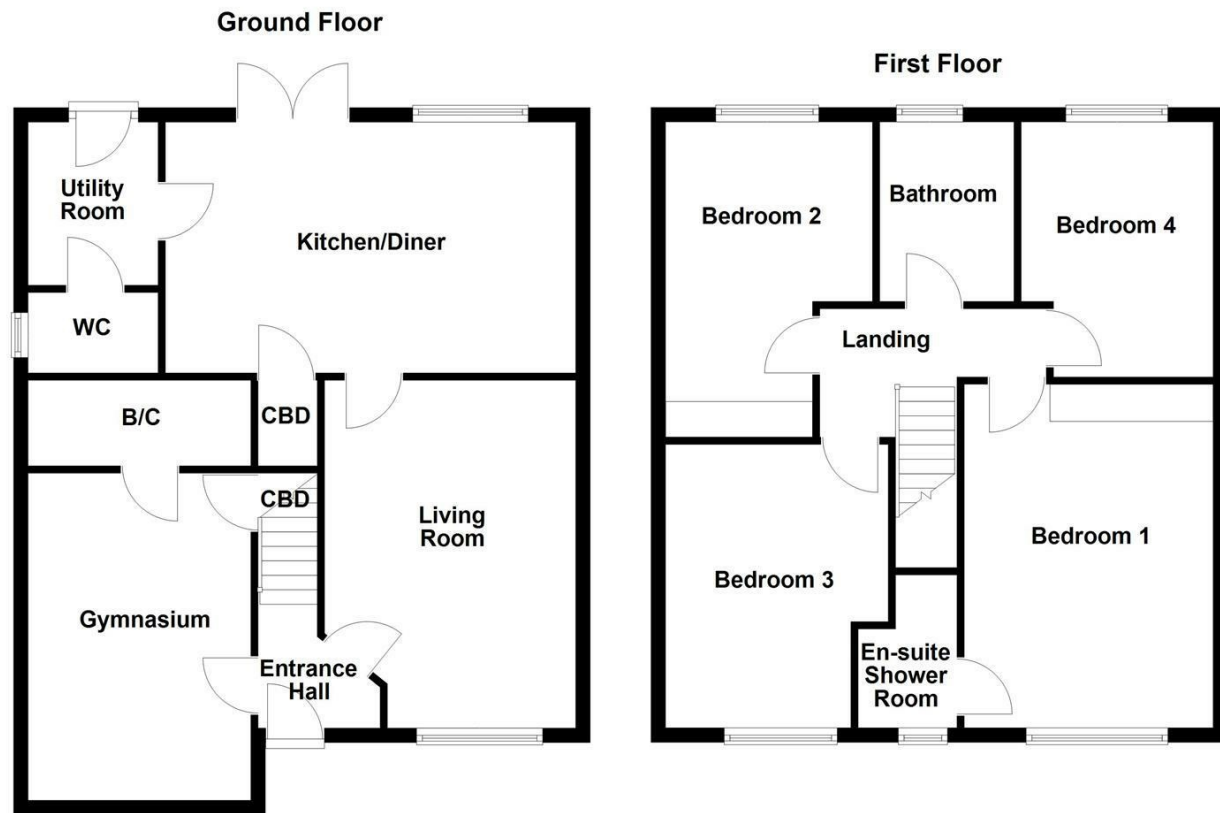 Ground Floor
Utility
Room
Kitchen/Diner
WC
B/C
CBD
CBD
Living
Room
Gymnasium
Entrance
Hall
First Floor
Bedroom 2
Bathroom
Bedroom 4
Landing
Bedroom 3
Bedroom 1
En-suite
Shower
Room